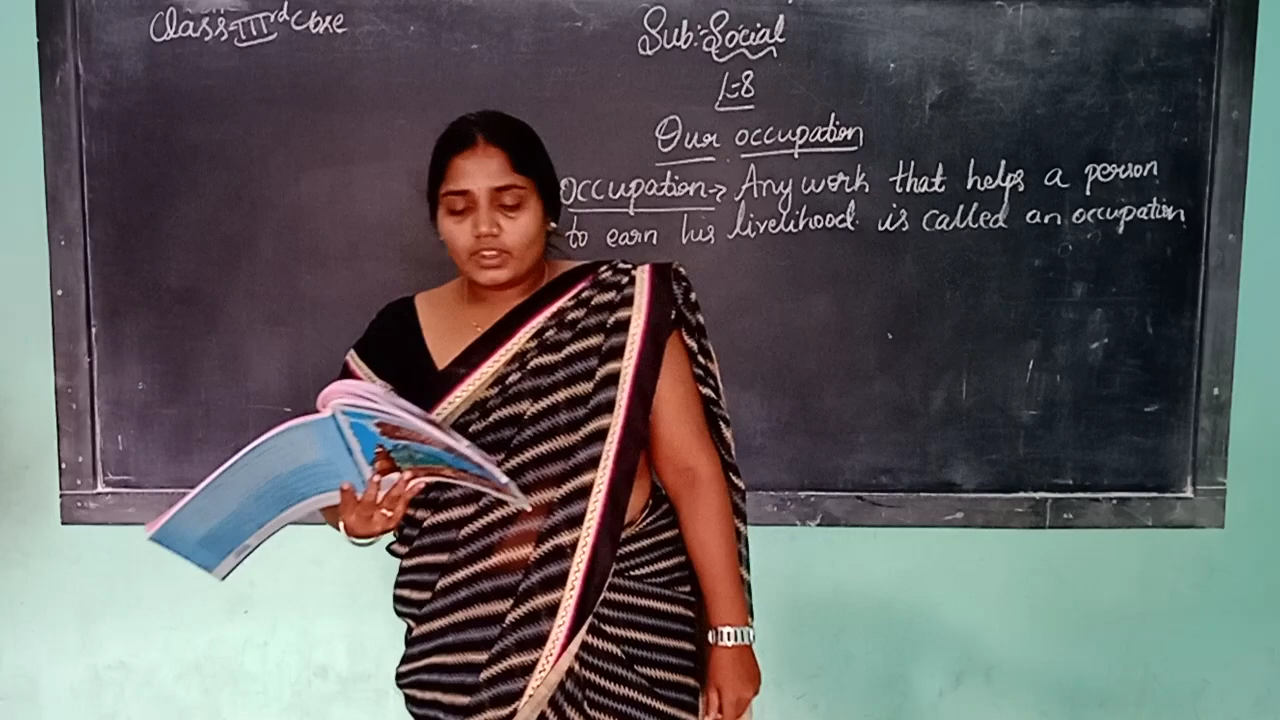 Class-IIIrd CBSE
Sub:-Social
L-8
Our occupation
Occupation→ Any work that helps a person
to earn his livelihood. is called an occupation.